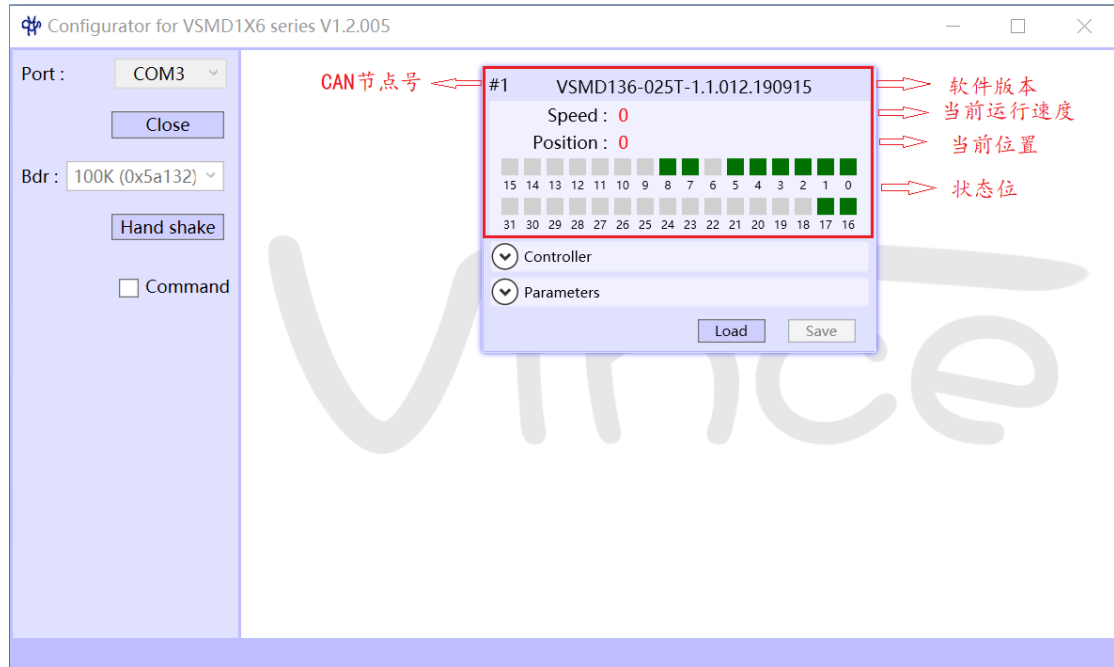 Configurator for VSMD1X6 series V1.2.005
Port : COM3
Close
Bdr : 100K (0x5a132)
Hand shake
Command
CAN节点号
#1 VSMD136-025T-1.1.012.190915
软件版本
Speed : 0
当前运行速度
Position : 0
当前位置
15 14 13 12 11 10 9 8 7 6 5 4 3 2 1 0
状态位
31 30 29 28 27 26 25 24 23 22 21 20 19 18 17 16
Controller
Parameters
Load Save
Vince